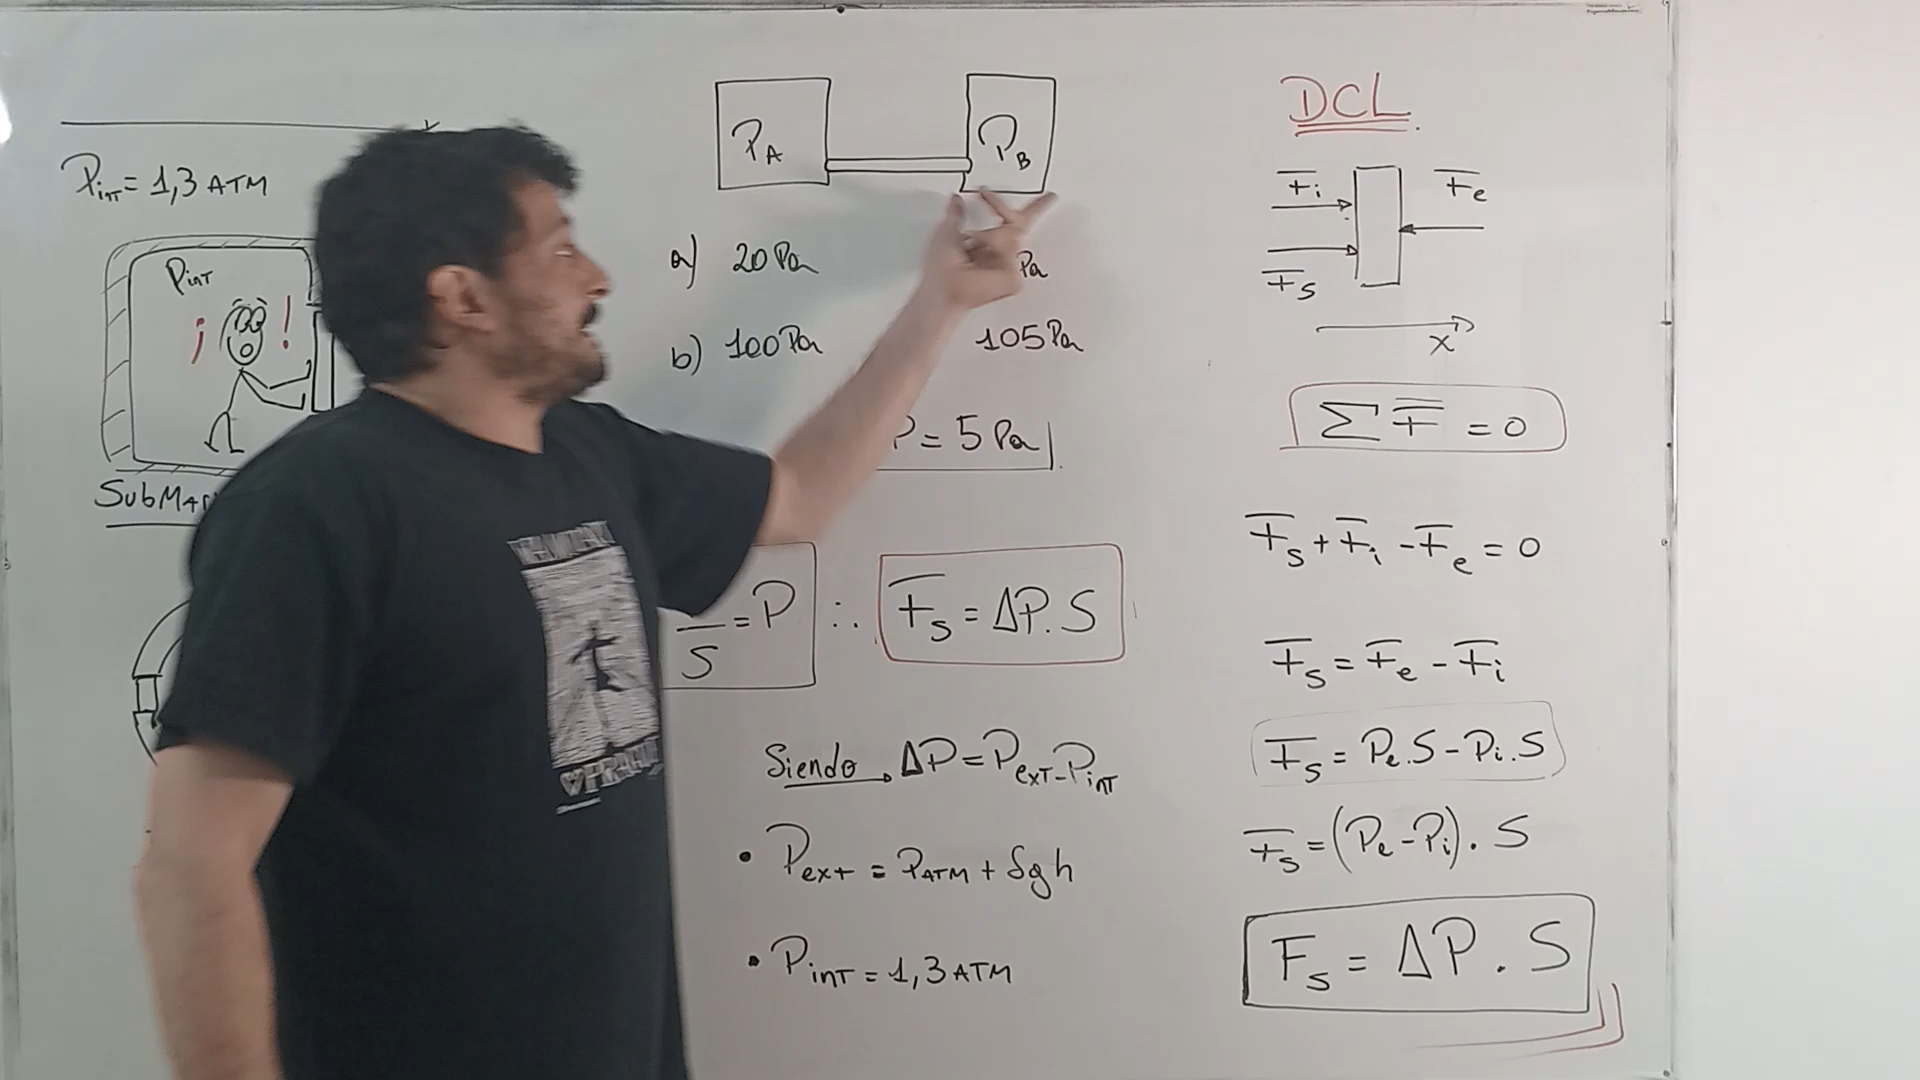 P_int = 1,3 ATM
P_int
¡ !
P_A
P_B
a) 20 Pa
Pa
b) 100 Pa 105 Pa
P = 5 Pa
/S = P ∴ F_S = ΔP . S
Siendo → ΔP = P_ext - P_int
• P_ext = P_ATM + δgh
• P_int = 1,3 ATM
DCL
F_i
F_e
F_S
x
Σ F = 0
F_S + F_i - F_e = 0
F_S = F_e - F_i
F_S = P_e . S - P_i . S
F_S = (P_e - P_i) . S
F_S = ΔP . S